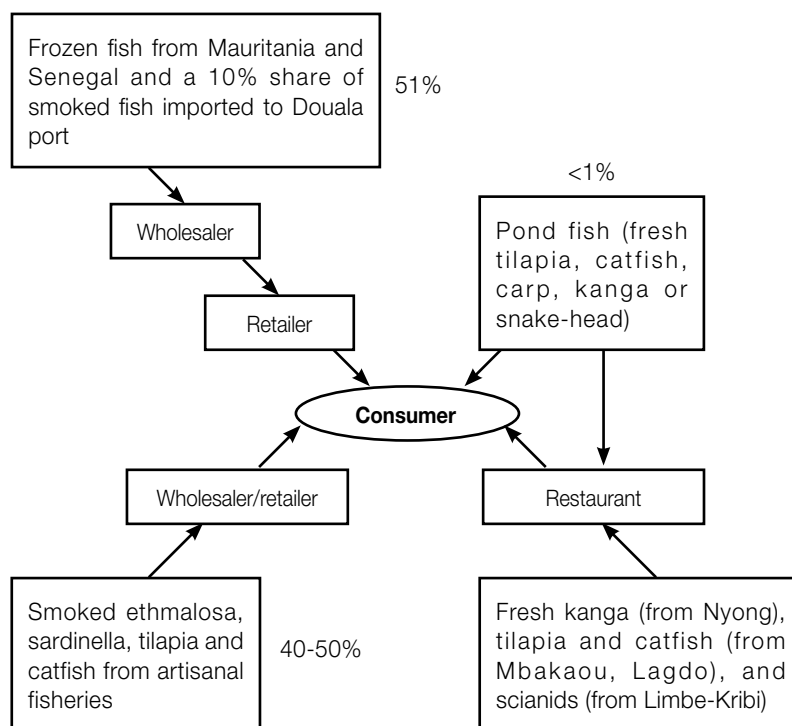 Frozen fish from Mauritania and
Senegal and a 10% share of
smoked fish imported to Douala
port
51%
<1%
Wholesaler
Pond fish (fresh
tilapia, catfish,
carp, kanga or
snake-head)
Retailer
Consumer
Wholesaler/retailer
Restaurant
Smoked ethmalosa,
sardinella, tilapia and
catfish from artisanal
fisheries
40-50%
Fresh kanga (from Nyong),
tilapia and catfish (from
Mbakaou, Lagdo), and
scianids (from Limbe-Kribi)